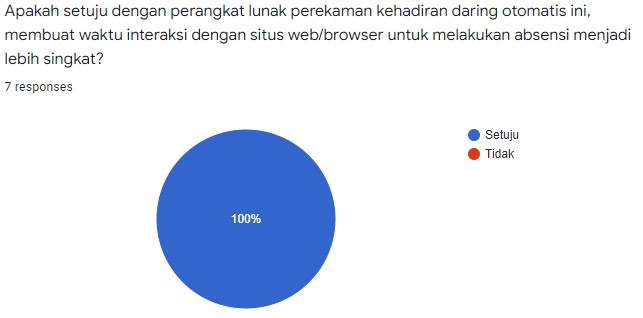 Apakah setuju dengan perangkat lunak perekaman kehadiran daring otomatis ini,
membuat waktu interaksi dengan situs web/browser untuk melakukan absensi menjadi
lebih singkat?
7 responses
Setuju
Tidak
100%